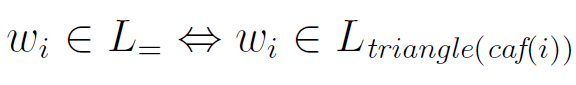 w_i ∈ L_= ⇔ w_i ∈ L_{triangle(caf(i))}